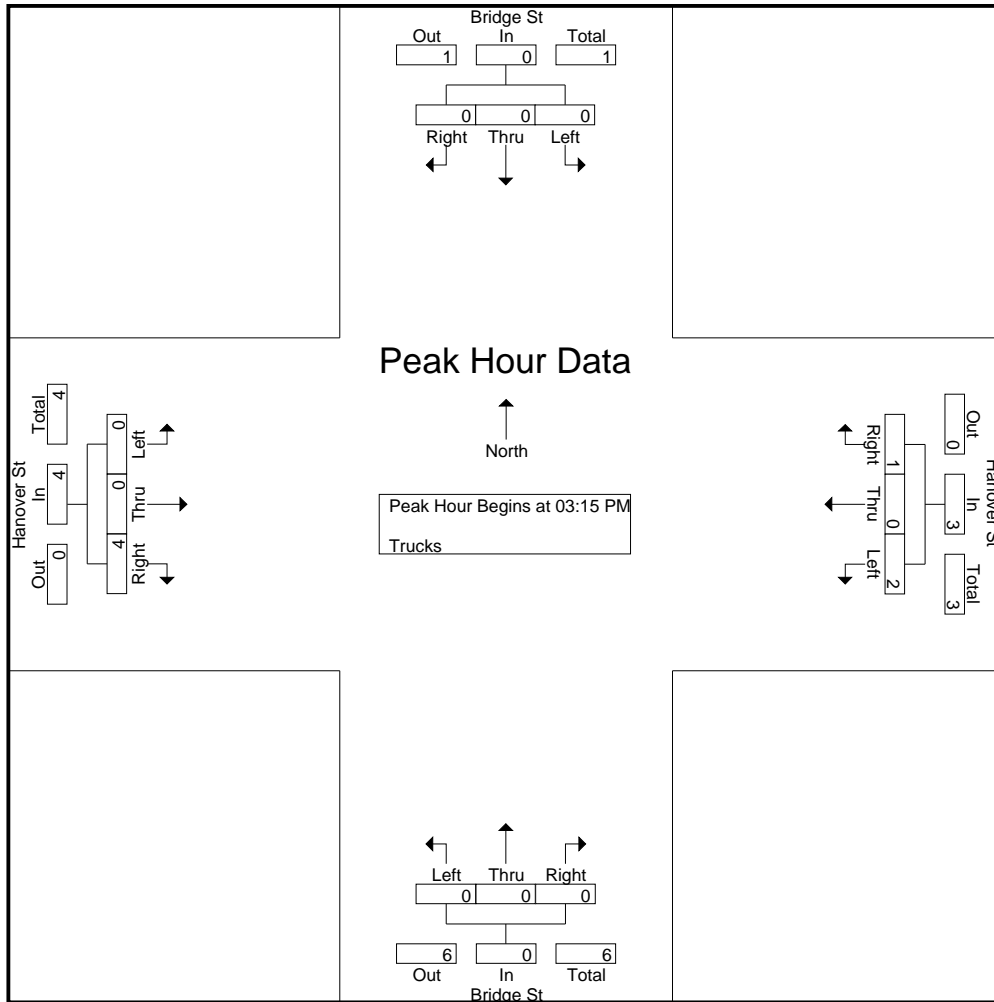 Bridge St
Out In Total
1 0 1
0 0 0
Right Thru Left
Peak Hour Data
North
Peak Hour Begins at 03:15 PM
Trucks
Hanover St
Out In Total
0 4 4
4 0 0
Right Thru Left
Hanover St
Out In Total
0 3 3
1 0 2
Right Thru Left
Left Thru Right
0 0 0
6 0 6
Out In Total
Bridge St